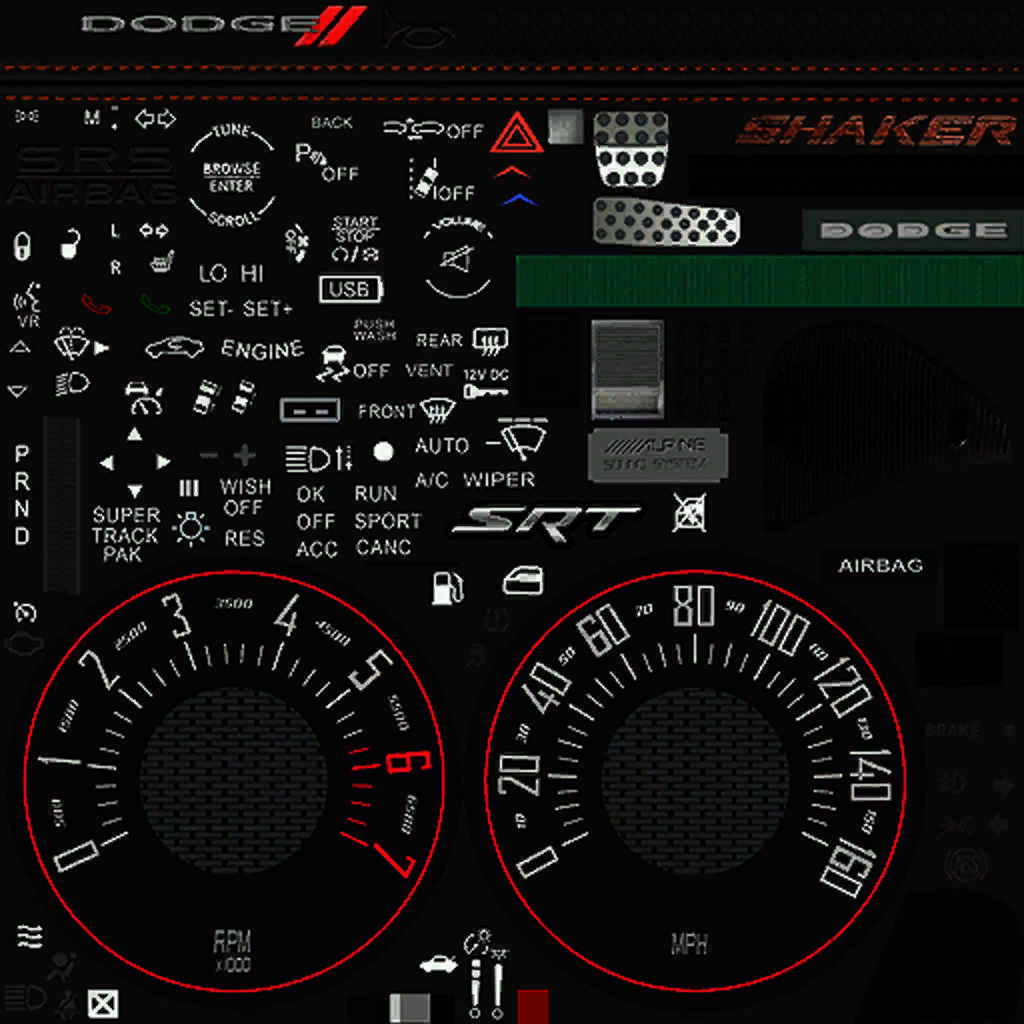 DODGE
M
TUNE
BACK
OFF
SHAKER
SRS
AIRBAG
BROWSE
ENTER
SCROLL
P
OFF
OFF
START
STOP
VOLUME
DODGE
L
R
LO HI
USB
SET- SET+
VR
PUSH
WASH
REAR
ENGINE
OFF
VENT
12V DC
FRONT
AUTO
ALPINE
SOUND SYSTEM
A/C
WIPER
P
R
N
D
WISH
OFF
RES
OK
OFF
ACC
RUN
SPORT
CANC
SRT
SUPER
TRACK
PAK
AIRBAG
0
500
1
1500
2
2500
3
3500
4
4500
5
5500
6
6500
7
RPM
x1000
0
10
20
30
40
50
60
70
80
90
100
110
120
130
140
150
160
MPH
BRAKE